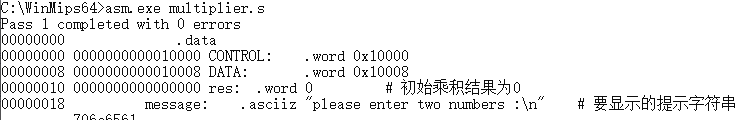 C:\WinMips64>asm.exe multiplier.s
Pass 1 completed with 0 errors
00000000 .data
00000000 0000000000010000 CONTROL: .word 0x10000
00000008 0000000000010008 DATA: .word 0x10008
00000010 0000000000000000 res: .word 0 # 初始乘积结果为0
00000018 message: .asciiz "please enter two numbers :\n" # 要显示的提示字符串